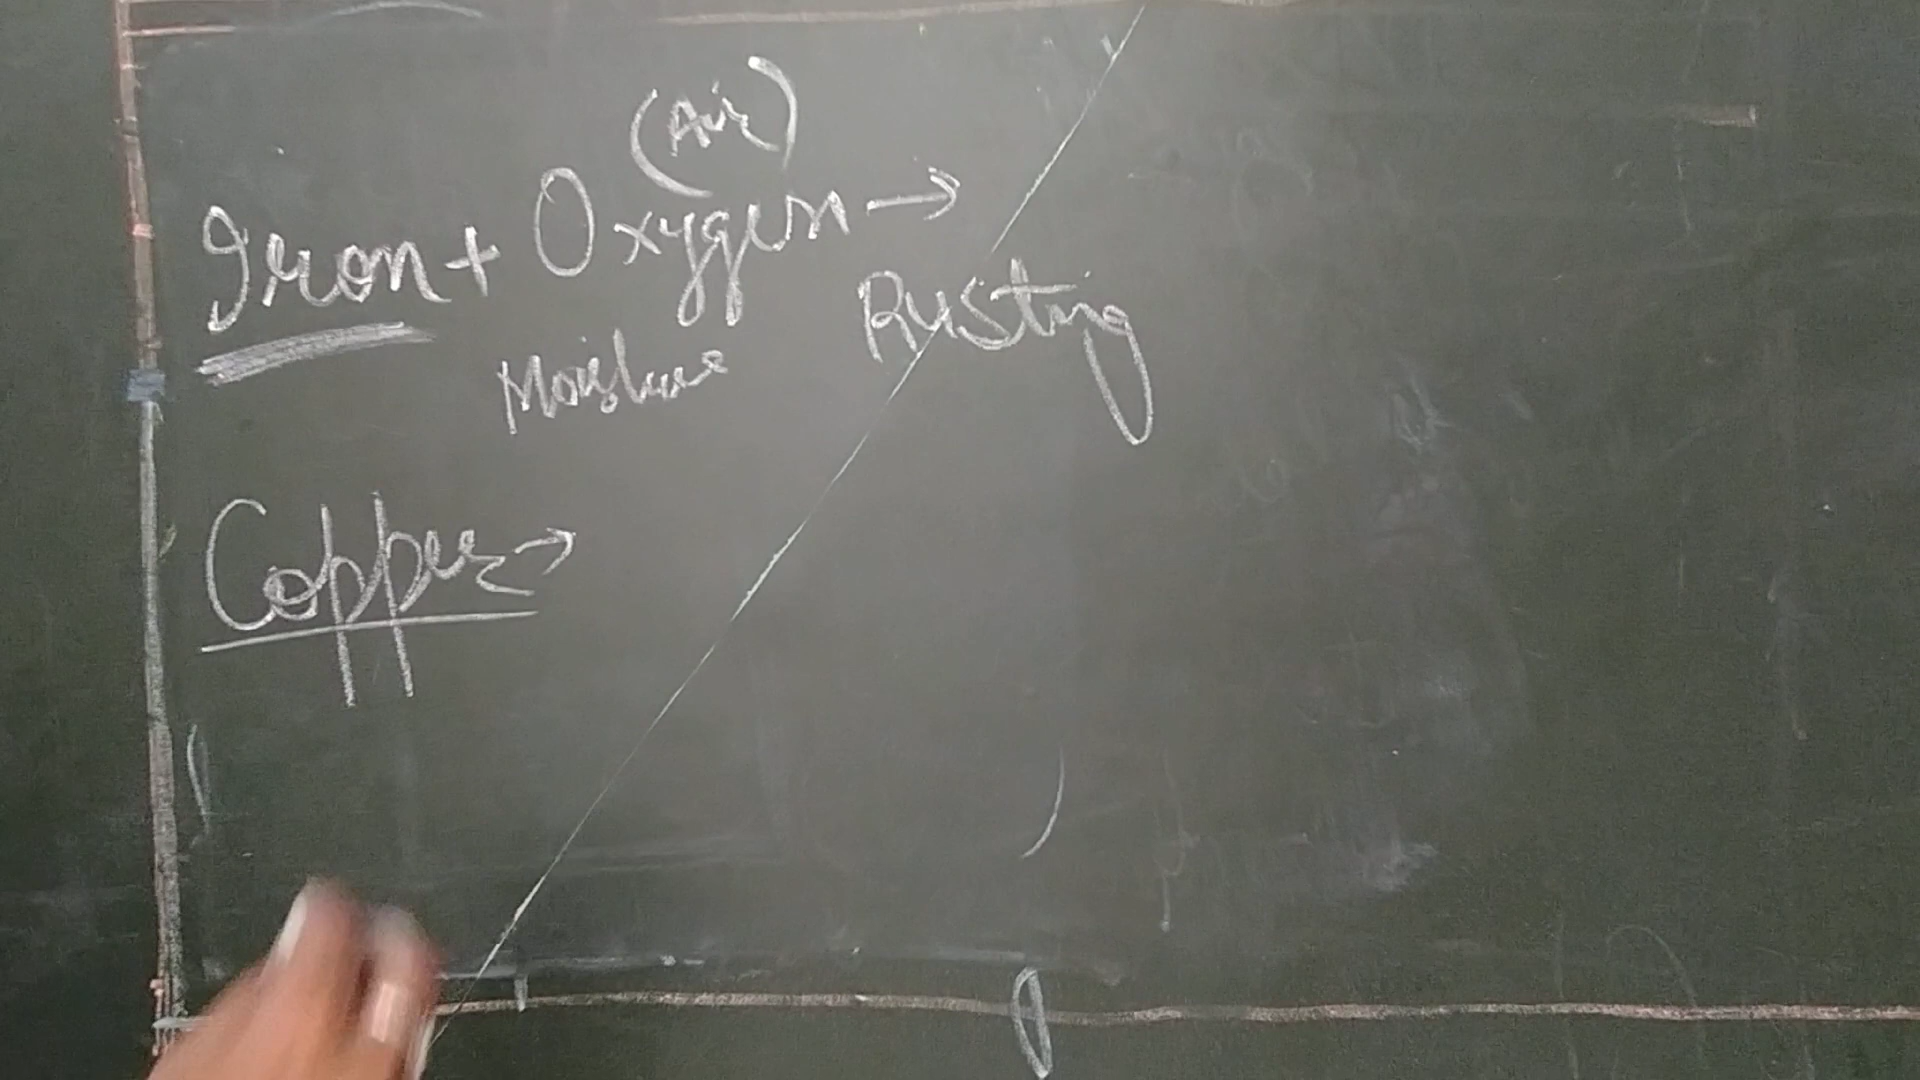 (Air)
Iron + Oxygen →
Moisture
Rusting
Copper →